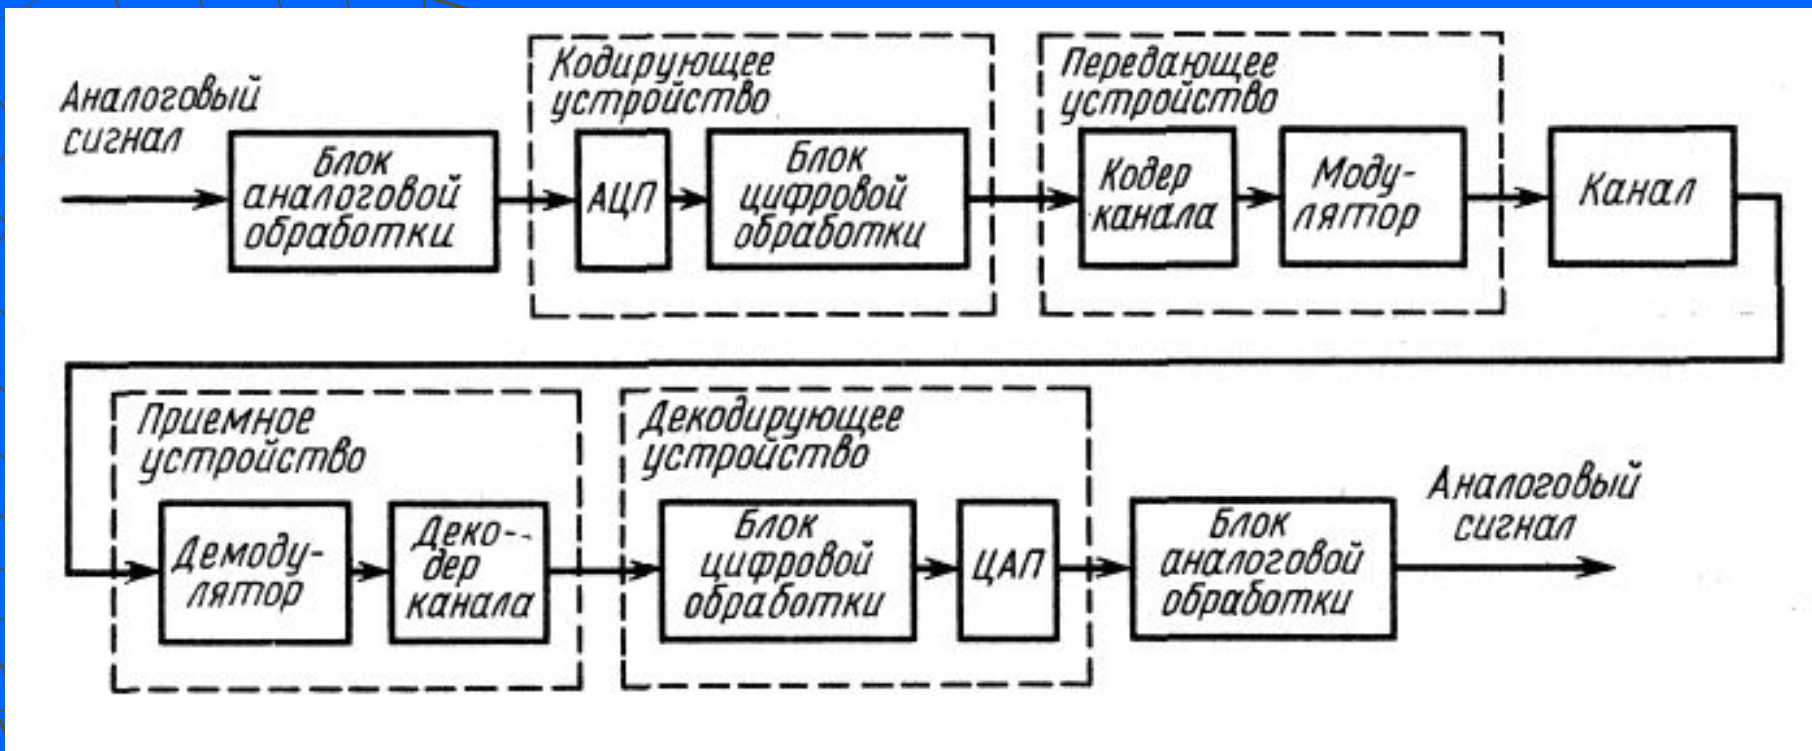 Аналоговый
сигнал
Блок
аналоговой
обработки
Кодирующее
устройство
АЦП
Блок
цифровой
обработки
Передающее
устройство
Кодер
канала
Моду-
лятор
Канал
Приемное
устройство
Демоду-
лятор
Деко-
дер
канала
Декодирующее
устройство
Блок
цифровой
обработки
ЦАП
Блок
аналоговой
обработки
Аналоговый
сигнал